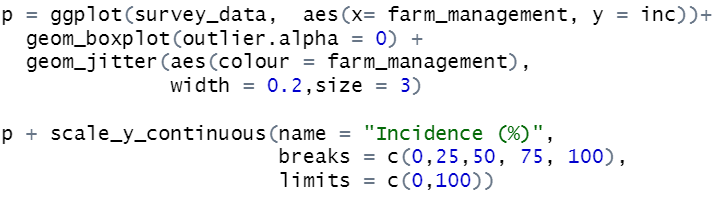 p = ggplot(survey_data,  aes(x= farm_management, y = inc))+
  geom_boxplot(outlier.alpha = 0) +
  geom_jitter(aes(colour = farm_management),
              width = 0.2,size = 3)

p + scale_y_continuous(name = "Incidence (%)",
                       breaks = c(0,25,50, 75, 100),
                       limits = c(0,100))